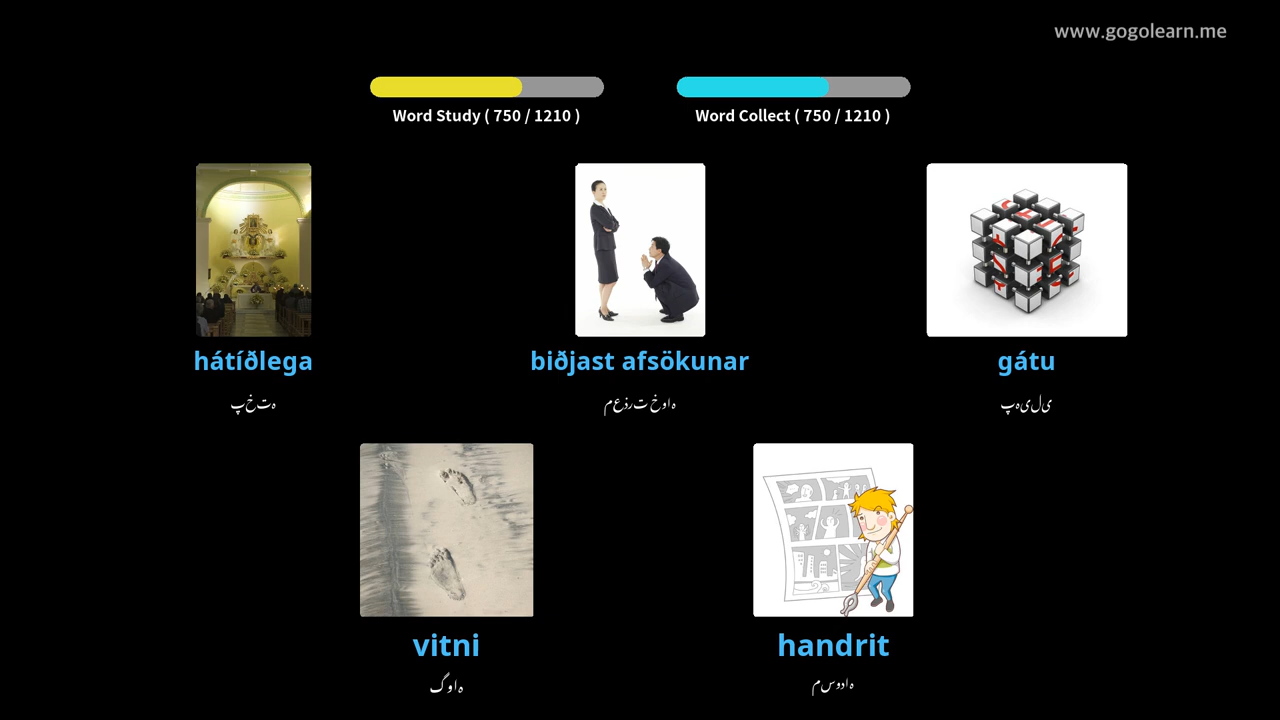 www.gogolearn.me
Word Study ( 750 / 1210 )
Word Collect ( 750 / 1210 )
hátíðlega
ہتخپ
biðjast afsökunar
ہاوخ ترذعم
gátu
یلیہپ
vitni
ہاوگ
handrit
ہادوسم